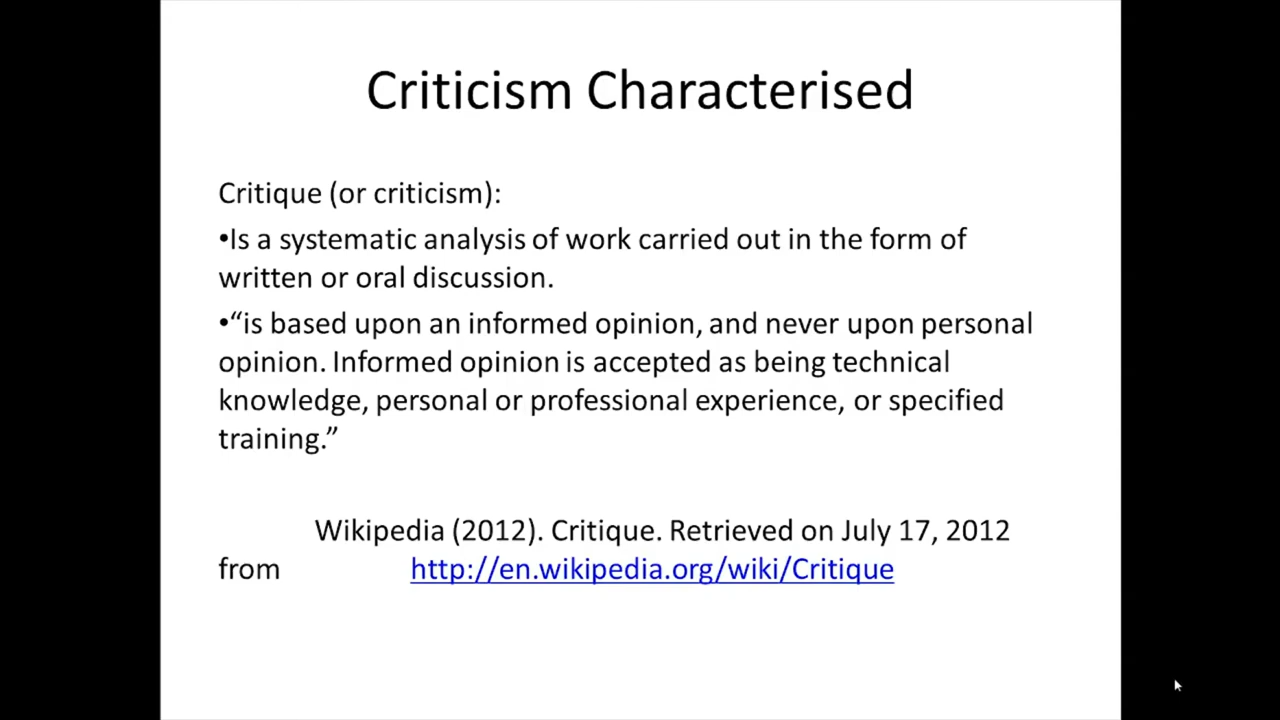 Criticism Characterised
Critique (or criticism):
•Is a systematic analysis of work carried out in the form of
written or oral discussion.
•“is based upon an informed opinion, and never upon personal
opinion. Informed opinion is accepted as being technical
knowledge, personal or professional experience, or specified
training.”
Wikipedia (2012). Critique. Retrieved on July 17, 2012
from http://en.wikipedia.org/wiki/Critique